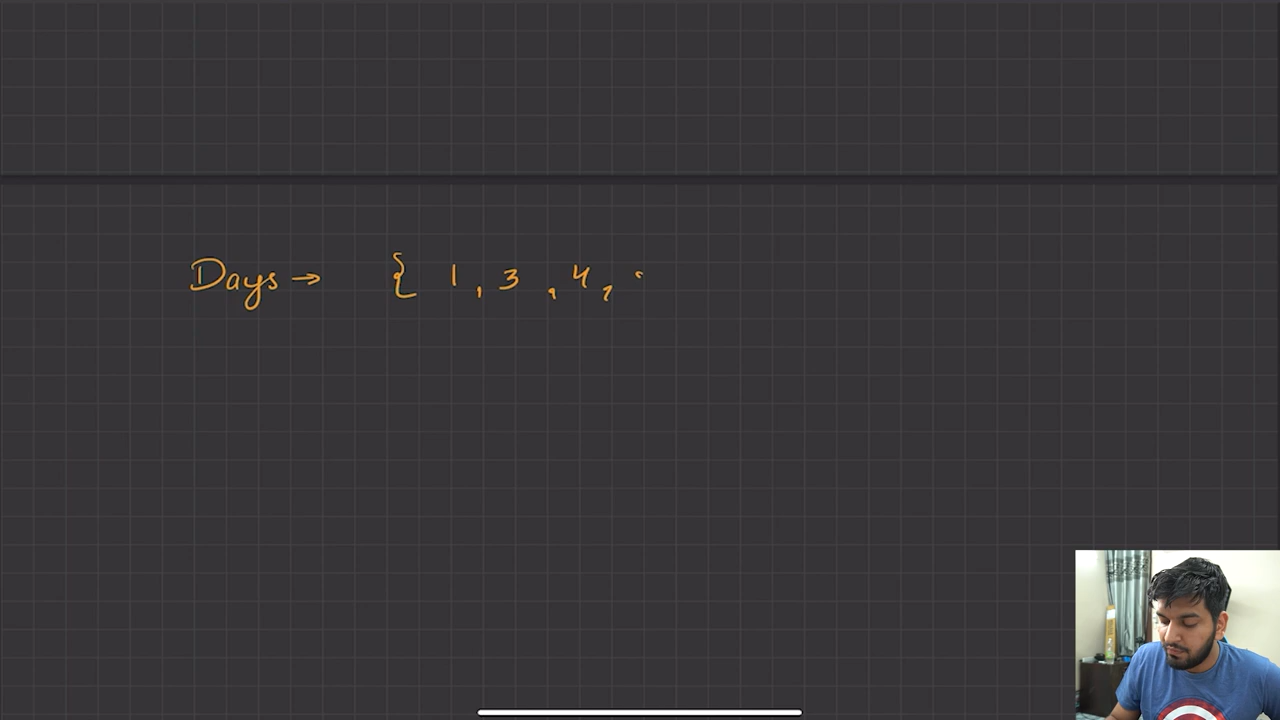 Days → { 1 , 3 , 4 ,